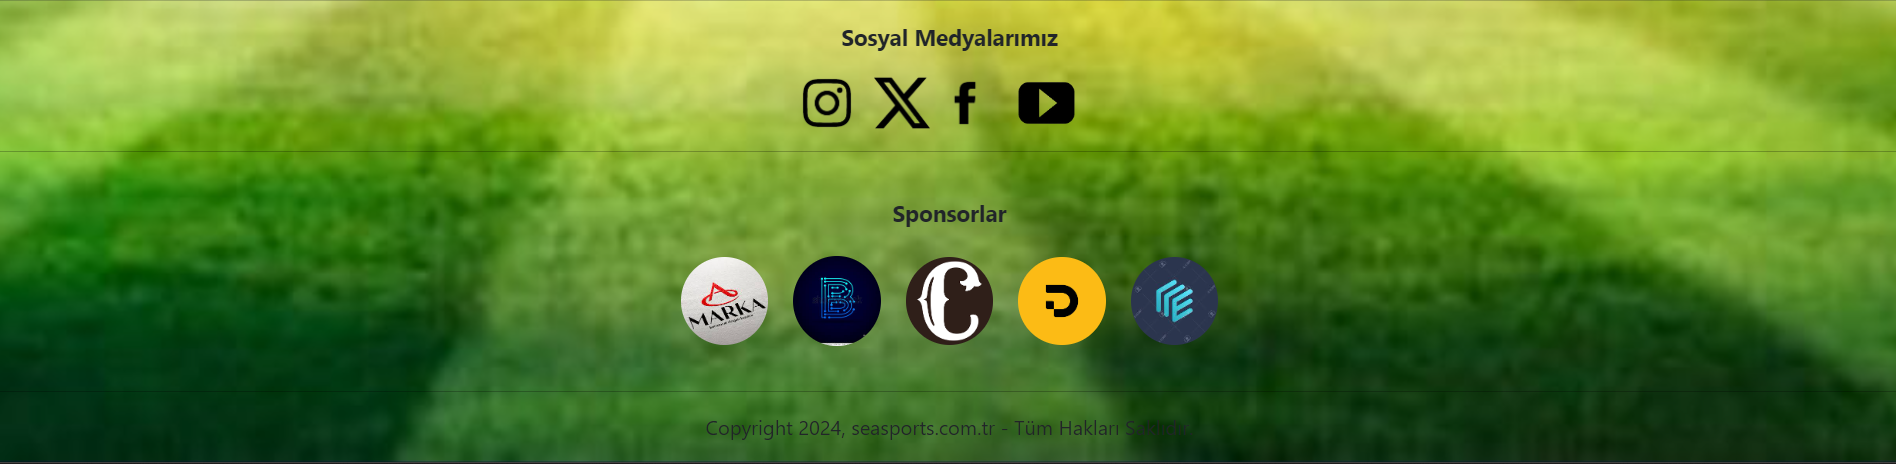 Sosyal Medyalarımız
Sponsorlar
MARKA
Copyright 2024, seasports.com.tr - Tüm Hakları